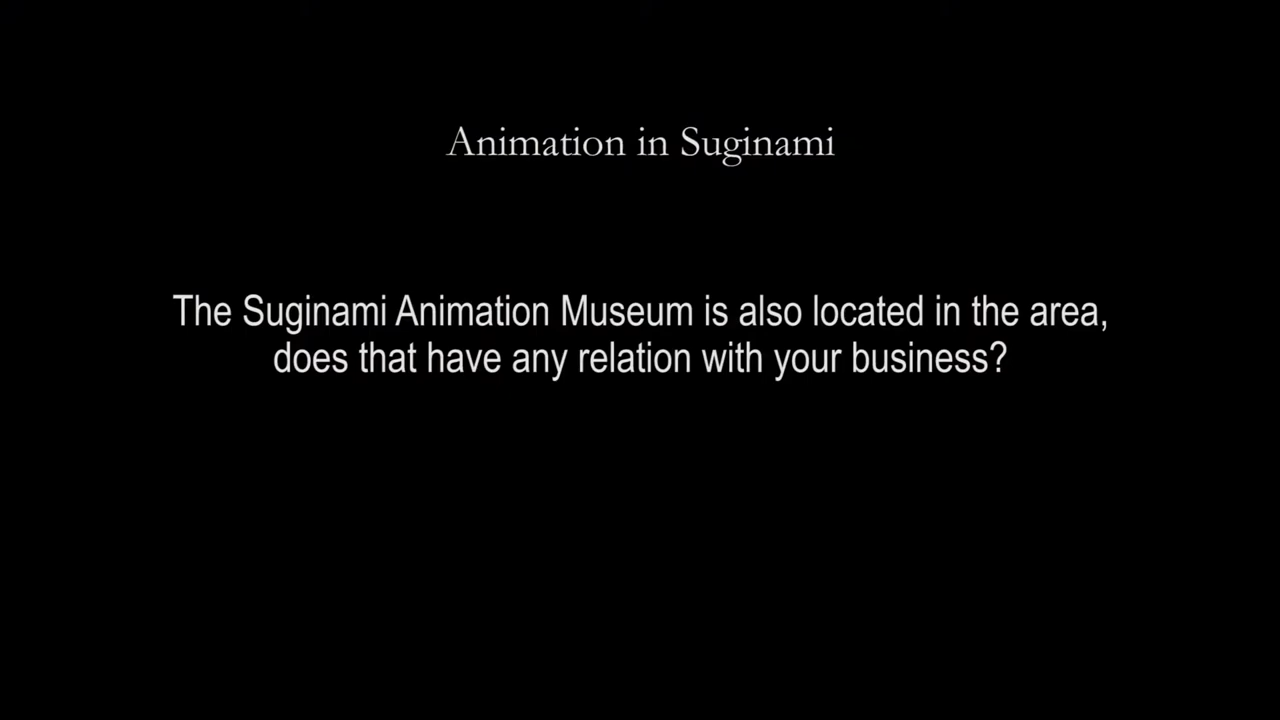 Animation in Suginami
The Suginami Animation Museum is also located in the area,
does that have any relation with your business?